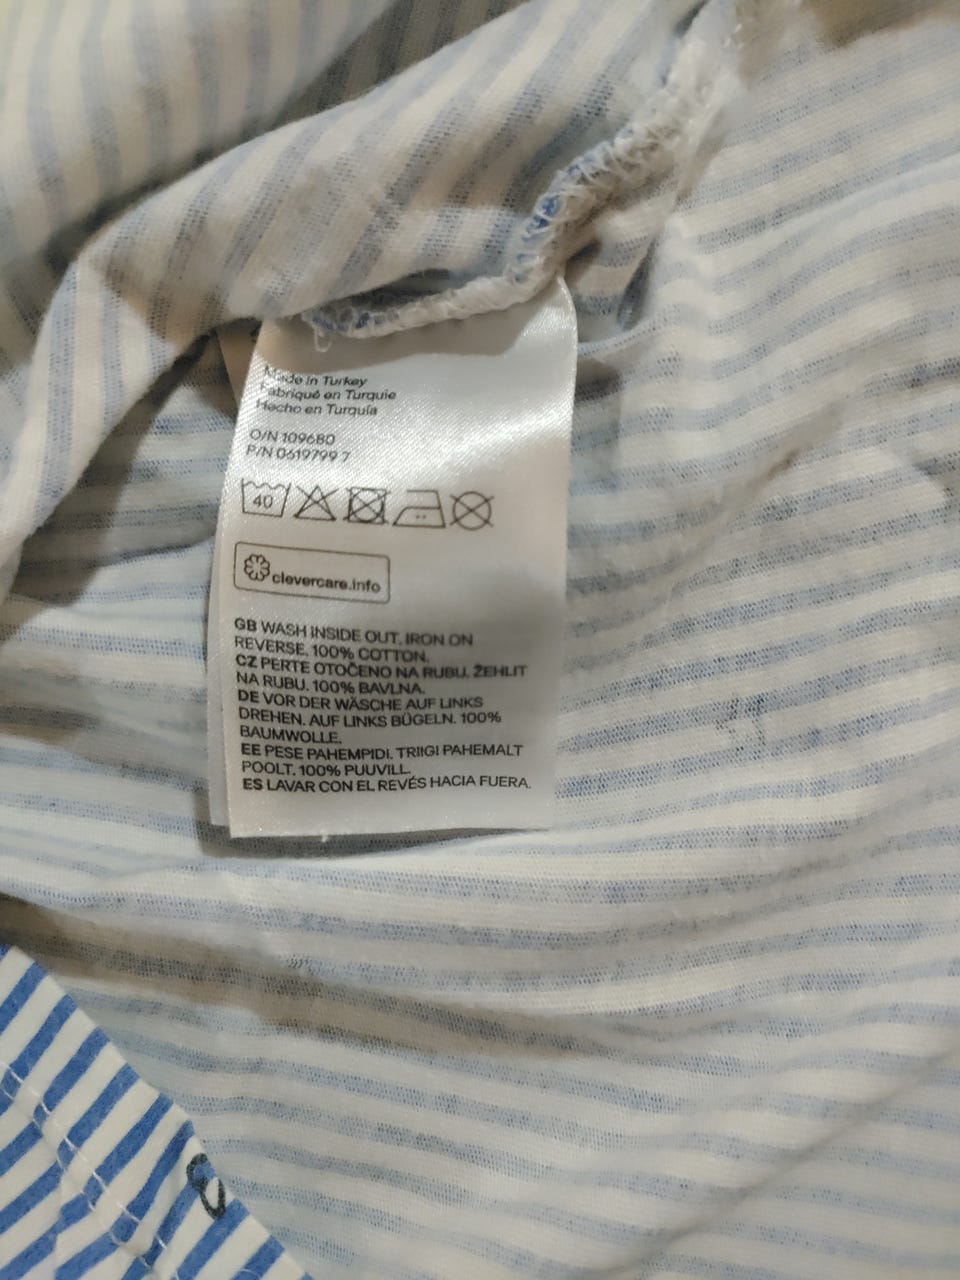 Made in Turkey
Fabriqué en Turquie
Hecho en Turquía
O/N 109680
P/N 0619799 7
40
clevercare.info
GB WASH INSIDE OUT. IRON ON
REVERSE. 100% COTTON.
CZ PERTE OTOČENO NA RUBU. ŽEHLIT
NA RUBU. 100% BAVLNA.
DE VOR DER WÄSCHE AUF LINKS
DREHEN. AUF LINKS BÜGELN. 100%
BAUMWOLLE.
EE PESE PAHEMPIDI. TRIIGI PAHEMALT
POOLT. 100% PUUVILL.
ES LAVAR CON EL REVÉS HACIA FUERA.